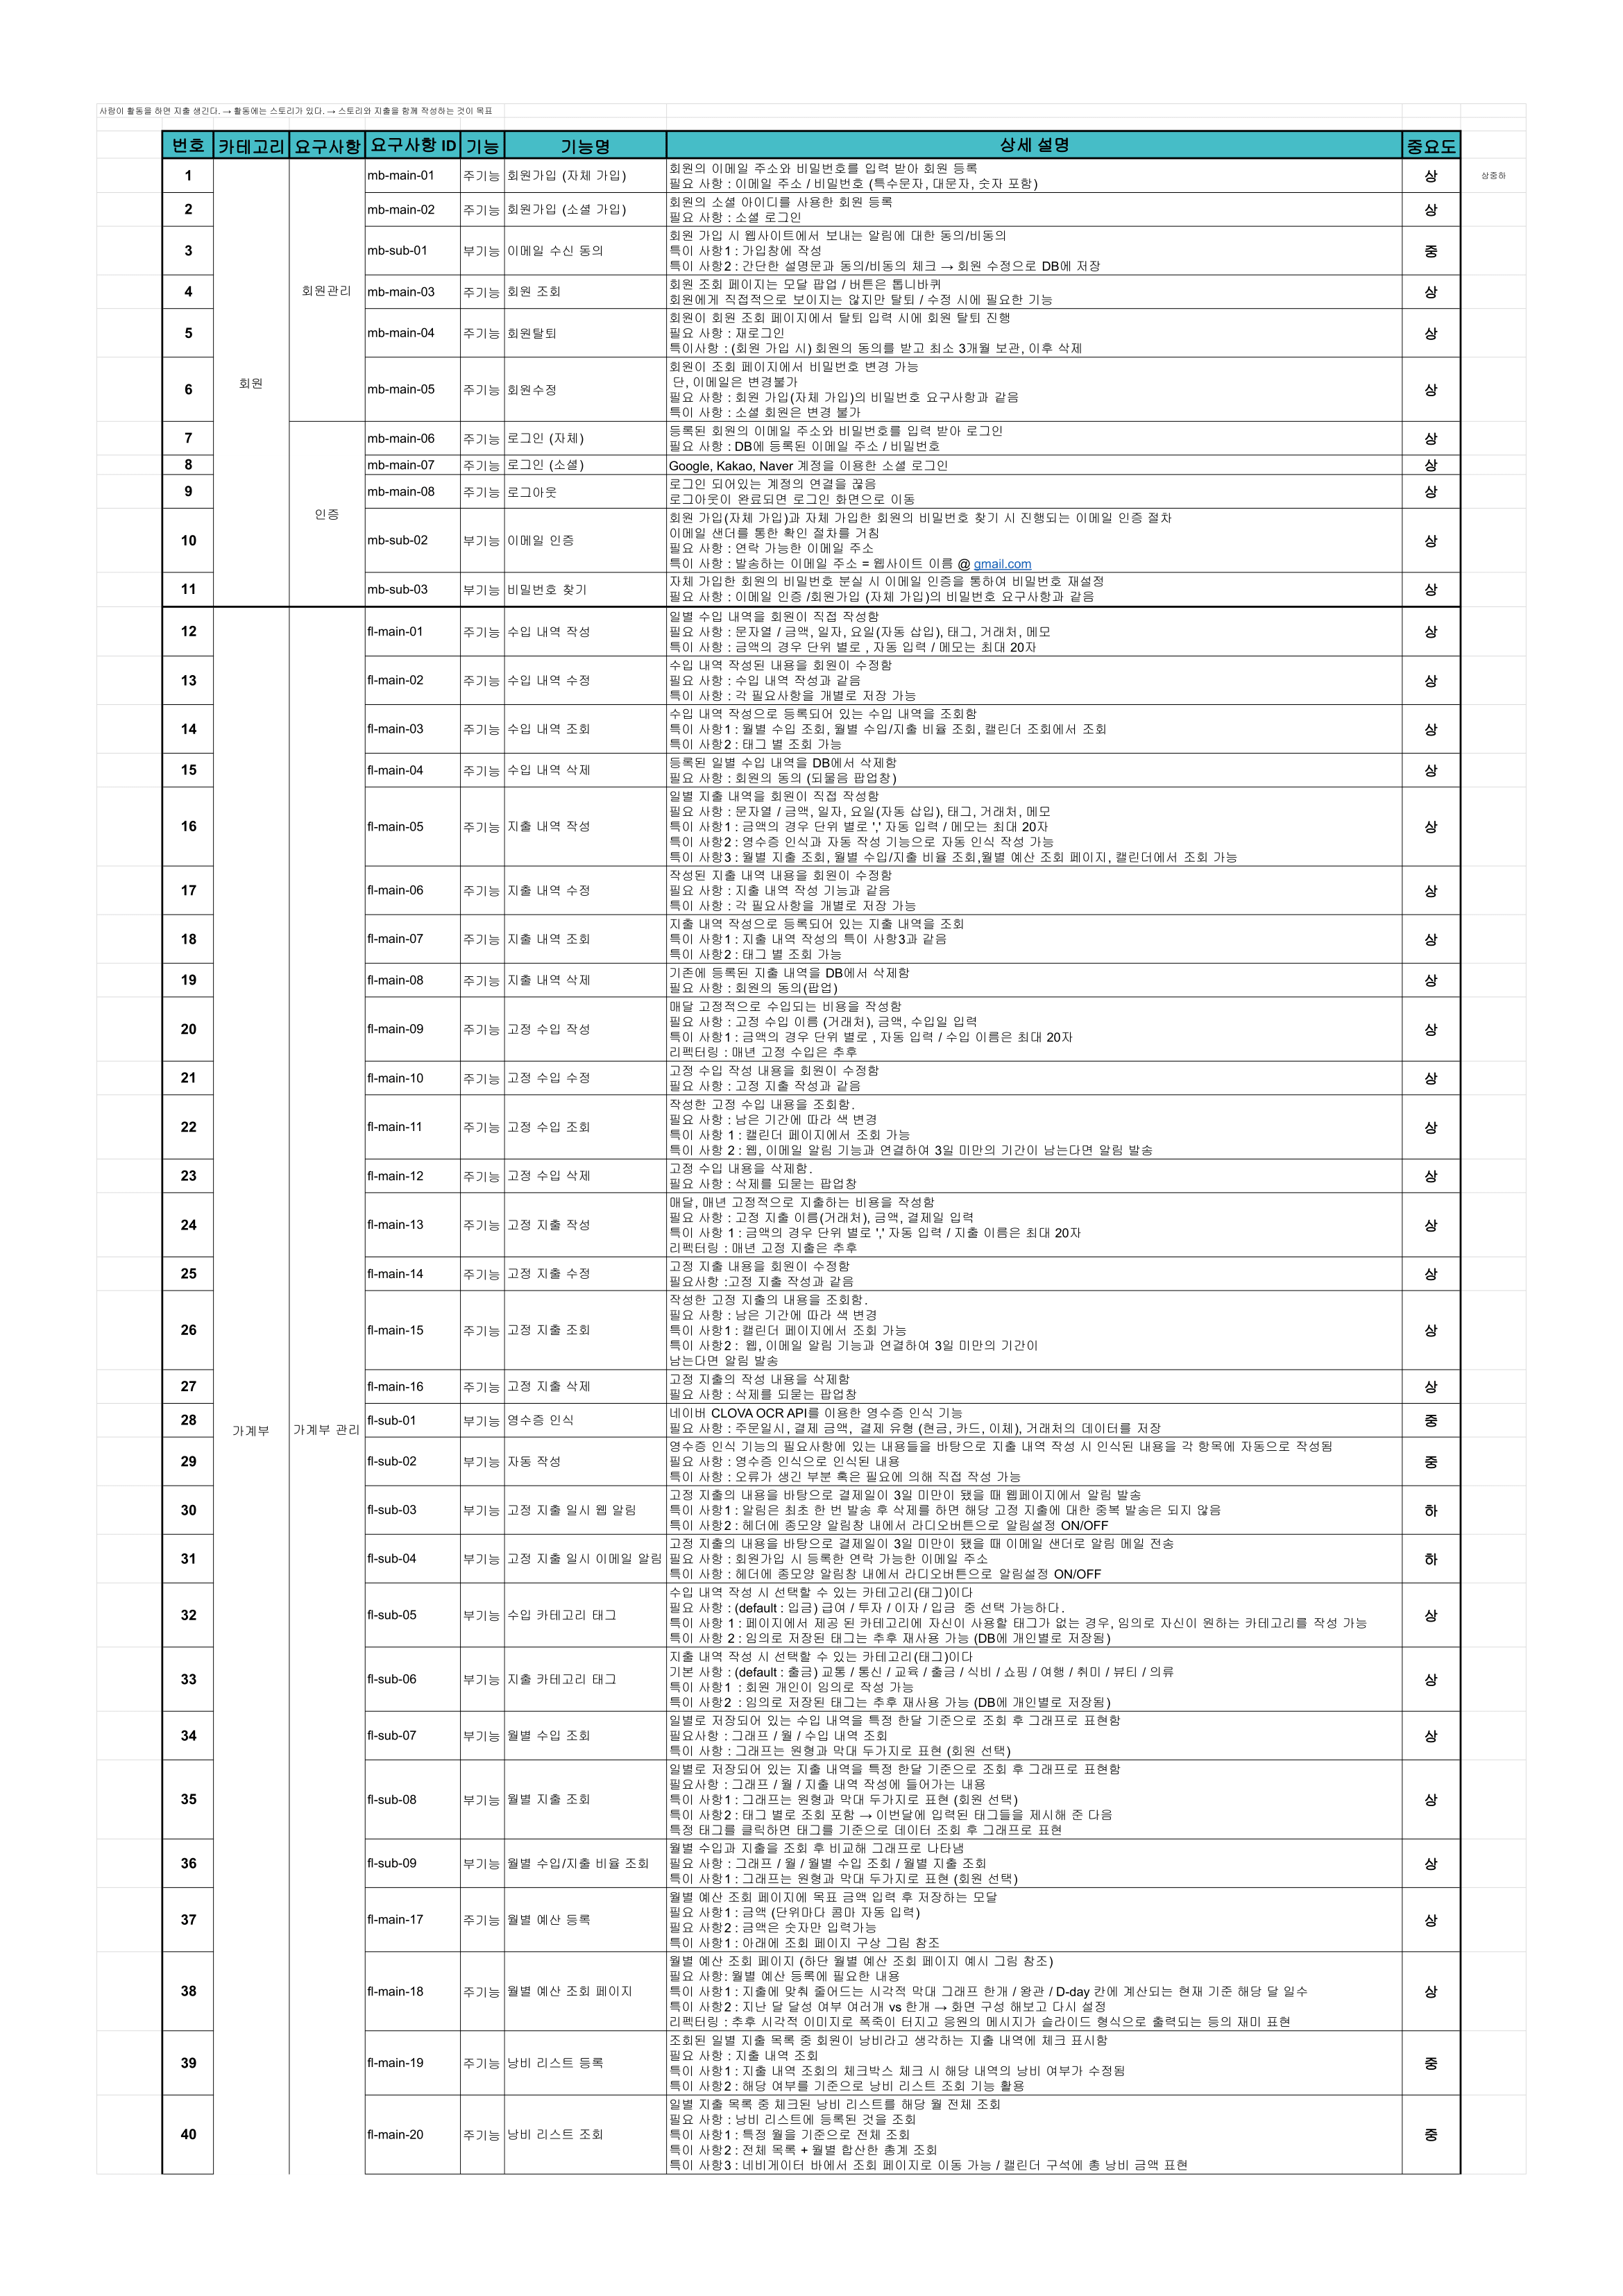 사람이 활동을 하면 지출 생긴다. → 활동에는 스토리가 있다. → 스토리와 지출을 함께 작성하는 것이 목표
번호 카테고리 요구사항 요구사항 ID 기능 기능명 상세 설명 중요도
상중하
회원
회원관리
1 mb-main-01 주기능 회원가입 (자체 가입) 상
회원의 이메일 주소와 비밀번호를 입력 받아 회원 등록
필요 사항 : 이메일 주소 / 비밀번호 (특수문자, 대문자, 숫자 포함)
2 mb-main-02 주기능 회원가입 (소셜 가입) 상
회원의 소셜 아이디를 사용한 회원 등록
필요 사항 : 소셜 로그인
3 mb-sub-01 부기능 이메일 수신 동의 중
회원 가입 시 웹사이트에서 보내는 알림에 대한 동의/비동의
특이 사항1 : 가입창에 작성
특이 사항2 : 간단한 설명문과 동의/비동의 체크 → 회원 수정으로 DB에 저장
4 mb-main-03 주기능 회원 조회 상
회원 조회 페이지는 모달 팝업 / 버튼은 톱니바퀴
회원에게 직접적으로 보이지는 않지만 탈퇴 / 수정 시에 필요한 기능
5 mb-main-04 주기능 회원탈퇴 상
회원이 회원 조회 페이지에서 탈퇴 입력 시에 회원 탈퇴 진행
필요 사항 : 재로그인
특이사항 : (회원 가입 시) 회원의 동의를 받고 최소 3개월 보관, 이후 삭제
6 mb-main-05 주기능 회원수정 상
회원이 조회 페이지에서 비밀번호 변경 가능
단, 이메일은 변경불가
필요 사항 : 회원 가입(자체 가입)의 비밀번호 요구사항과 같음
특이 사항 : 소셜 회원은 변경 불가
인증
7 mb-main-06 주기능 로그인 (자체) 상
등록된 회원의 이메일 주소와 비밀번호를 입력 받아 로그인
필요 사항 : DB에 등록된 이메일 주소 / 비밀번호
8 mb-main-07 주기능 로그인 (소셜) Google, Kakao, Naver 계정을 이용한 소셜 로그인 상
9 mb-main-08 주기능 로그아웃 상
로그인 되어있는 계정의 연결을 끊음
로그아웃이 완료되면 로그인 화면으로 이동
10 mb-sub-02 부기능 이메일 인증 상
회원 가입(자체 가입)과 자체 가입한 회원의 비밀번호 찾기 시 진행되는 이메일 인증 절차
이메일 샌더를 통한 확인 절차를 거침
필요 사항 : 연락 가능한 이메일 주소
특이 사항 : 발송하는 이메일 주소 = 웹사이트 이름 @ gmail.com
11 mb-sub-03 부기능 비밀번호 찾기 상
자체 가입한 회원의 비밀번호 분실 시 이메일 인증을 통하여 비밀번호 재설정
필요 사항 : 이메일 인증 /회원가입 (자체 가입)의 비밀번호 요구사항과 같음
가계부
가계부 관리
12 fl-main-01 주기능 수입 내역 작성 상
일별 수입 내역을 회원이 직접 작성함
필요 사항 : 문자열 / 금액, 일자, 요일(자동 삽입), 태그, 거래처, 메모
특이 사항 : 금액의 경우 단위 별로 , 자동 입력 / 메모는 최대 20자
13 fl-main-02 주기능 수입 내역 수정 상
수입 내역 작성된 내용을 회원이 수정함
필요 사항 : 수입 내역 작성과 같음
특이 사항 : 각 필요사항을 개별로 저장 가능
14 fl-main-03 주기능 수입 내역 조회 상
수입 내역 작성으로 등록되어 있는 수입 내역을 조회함
특이 사항1 : 월별 수입 조회, 월별 수입/지출 비율 조회, 캘린더 조회에서 조회
특이 사항2 : 태그 별 조회 가능
15 fl-main-04 주기능 수입 내역 삭제 상
등록된 일별 수입 내역을 DB에서 삭제함
필요 사항 : 회원의 동의 (되물음 팝업창)
16 fl-main-05 주기능 지출 내역 작성 상
일별 지출 내역을 회원이 직접 작성함
필요 사항 : 문자열 / 금액, 일자, 요일(자동 삽입), 태그, 거래처, 메모
특이 사항1 : 금액의 경우 단위 별로 ',' 자동 입력 / 메모는 최대 20자
특이 사항2 : 영수증 인식과 자동 작성 기능으로 자동 인식 작성 가능
특이 사항3 : 월별 지출 조회, 월별 수입/지출 비율 조회,월별 예산 조회 페이지, 캘린더에서 조회 가능
17 fl-main-06 주기능 지출 내역 수정 상
작성된 지출 내역 내용을 회원이 수정함
필요 사항 : 지출 내역 작성 기능과 같음
특이 사항 : 각 필요사항을 개별로 저장 가능
18 fl-main-07 주기능 지출 내역 조회 상
지출 내역 작성으로 등록되어 있는 지출 내역을 조회
특이 사항1 : 지출 내역 작성의 특이 사항3과 같음
특이 사항2 : 태그 별 조회 가능
19 fl-main-08 주기능 지출 내역 삭제 상
기존에 등록된 지출 내역을 DB에서 삭제함
필요 사항 : 회원의 동의(팝업)
20 fl-main-09 주기능 고정 수입 작성 상
매달 고정적으로 수입되는 비용을 작성함
필요 사항 : 고정 수입 이름 (거래처), 금액, 수입일 입력
특이 사항1 : 금액의 경우 단위 별로 , 자동 입력 / 수입 이름은 최대 20자
리펙터링 : 매년 고정 수입은 추후
21 fl-main-10 주기능 고정 수입 수정 상
고정 수입 작성 내용을 회원이 수정함
필요 사항 : 고정 지출 작성과 같음
22 fl-main-11 주기능 고정 수입 조회 상
작성한 고정 수입 내용을 조회함.
필요 사항 : 남은 기간에 따라 색 변경
특이 사항 1 : 캘린더 페이지에서 조회 가능
특이 사항 2 : 웹, 이메일 알림 기능과 연결하여 3일 미만의 기간이 남는다면 알림 발송
23 fl-main-12 주기능 고정 수입 삭제 상
고정 수입 내용을 삭제함.
필요 사항 : 삭제를 되묻는 팝업창
24 fl-main-13 주기능 고정 지출 작성 상
매달, 매년 고정적으로 지출하는 비용을 작성함
필요 사항 : 고정 지출 이름(거래처), 금액, 결제일 입력
특이 사항 1 : 금액의 경우 단위 별로 ',' 자동 입력 / 지출 이름은 최대 20자
리펙터링 : 매년 고정 지출은 추후
25 fl-main-14 주기능 고정 지출 수정 상
고정 지출 내용을 회원이 수정함
필요사항 :고정 지출 작성과 같음
26 fl-main-15 주기능 고정 지출 조회 상
작성한 고정 지출의 내용을 조회함.
필요 사항 : 남은 기간에 따라 색 변경
특이 사항1 : 캘린더 페이지에서 조회 가능
특이 사항2 : 웹, 이메일 알림 기능과 연결하여 3일 미만의 기간이
남는다면 알림 발송
27 fl-main-16 주기능 고정 지출 삭제 상
고정 지출의 작성 내용을 삭제함
필요 사항 : 삭제를 되묻는 팝업창
28 fl-sub-01 부기능 영수증 인식 중
네이버 CLOVA OCR API를 이용한 영수증 인식 기능
필요 사항 : 주문일시, 결제 금액, 결제 유형 (현금, 카드, 이체), 거래처의 데이터를 저장
29 fl-sub-02 부기능 자동 작성 중
영수증 인식 기능의 필요사항에 있는 내용들을 바탕으로 지출 내역 작성 시 인식된 내용을 각 항목에 자동으로 작성됨
필요 사항 : 영수증 인식으로 인식된 내용
특이 사항 : 오류가 생긴 부분 혹은 필요에 의해 직접 작성 가능
30 fl-sub-03 부기능 고정 지출 일시 웹 알림 하
고정 지출의 내용을 바탕으로 결제일이 3일 미만이 됐을 때 웹페이지에서 알림 발송
특이 사항1 : 알림은 최초 한 번 발송 후 삭제를 하면 해당 고정 지출에 대한 중복 발송은 되지 않음
특이 사항2 : 헤더에 종모양 알림창 내에서 라디오버튼으로 알림설정 ON/OFF
31 fl-sub-04 부기능 고정 지출 일시 이메일 알림 하
고정 지출의 내용을 바탕으로 결제일이 3일 미만이 됐을 때 이메일 샌더로 알림 메일 전송
필요 사항 : 회원가입 시 등록한 연락 가능한 이메일 주소
특이 사항 : 헤더에 종모양 알림창 내에서 라디오버튼으로 알림설정 ON/OFF
32 fl-sub-05 부기능 수입 카테고리 태그 상
수입 내역 작성 시 선택할 수 있는 카테고리(태그)이다
필요 사항 : (default : 입금) 급여 / 투자 / 이자 / 입금 중 선택 가능하다.
특이 사항 1 : 페이지에서 제공 된 카테고리에 자신이 사용할 태그가 없는 경우, 임의로 자신이 원하는 카테고리를 작성 가능
특이 사항 2 : 임의로 저장된 태그는 추후 재사용 가능 (DB에 개인별로 저장됨)
33 fl-sub-06 부기능 지출 카테고리 태그 상
지출 내역 작성 시 선택할 수 있는 카테고리(태그)이다
기본 사항 : (default : 출금) 교통 / 통신 / 교육 / 출금 / 식비 / 쇼핑 / 여행 / 취미 / 뷰티 / 의류
특이 사항1 : 회원 개인이 임의로 작성 가능
특이 사항2 : 임의로 저장된 태그는 추후 재사용 가능 (DB에 개인별로 저장됨)
34 fl-sub-07 부기능 월별 수입 조회 상
일별로 저장되어 있는 수입 내역을 특정 한달 기준으로 조회 후 그래프로 표현함
필요사항 : 그래프 / 월 / 수입 내역 조회
특이 사항 : 그래프는 원형과 막대 두가지로 표현 (회원 선택)
35 fl-sub-08 부기능 월별 지출 조회 상
일별로 저장되어 있는 지출 내역을 특정 한달 기준으로 조회 후 그래프로 표현함
필요사항 : 그래프 / 월 / 지출 내역 작성에 들어가는 내용
특이 사항1 : 그래프는 원형과 막대 두가지로 표현 (회원 선택)
특이 사항2 : 태그 별로 조회 포함 → 이번달에 입력된 태그들을 제시해 준 다음
특정 태그를 클릭하면 태그를 기준으로 데이터 조회 후 그래프로 표현
36 fl-sub-09 부기능 월별 수입/지출 비율 조회 상
월별 수입과 지출을 조회 후 비교해 그래프로 나타냄
필요 사항 : 그래프 / 월 / 월별 수입 조회 / 월별 지출 조회
특이 사항1 : 그래프는 원형과 막대 두가지로 표현 (회원 선택)
37 fl-main-17 주기능 월별 예산 등록 상
월별 예산 조회 페이지에 목표 금액 입력 후 저장하는 모달
필요 사항1 : 금액 (단위마다 콤마 자동 입력)
필요 사항2 : 금액은 숫자만 입력가능
특이 사항1 : 아래에 조회 페이지 구상 그림 참조
38 fl-main-18 주기능 월별 예산 조회 페이지 상
월별 예산 조회 페이지 (하단 월별 예산 조회 페이지 예시 그림 참조)
필요 사항: 월별 예산 등록에 필요한 내용
특이 사항1 : 지출에 맞춰 줄어드는 시각적 막대 그래프 한개 / 왕관 / D-day 칸에 계산되는 현재 기준 해당 달 일수
특이 사항2 : 지난 달 달성 여부 여러개 vs 한개 → 화면 구성 해보고 다시 설정
리펙터링 : 추후 시각적 이미지로 폭죽이 터지고 응원의 메시지가 슬라이드 형식으로 출력되는 등의 재미 표현
39 fl-main-19 주기능 낭비 리스트 등록 중
조회된 일별 지출 목록 중 회원이 낭비라고 생각하는 지출 내역에 체크 표시함
필요 사항 : 지출 내역 조회
특이 사항1 : 지출 내역 조회의 체크박스 체크 시 해당 내역의 낭비 여부가 수정됨
특이 사항2 : 해당 여부를 기준으로 낭비 리스트 조회 기능 활용
40 fl-main-20 주기능 낭비 리스트 조회 중
일별 지출 목록 중 체크된 낭비 리스트를 해당 월 전체 조회
필요 사항 : 낭비 리스트에 등록된 것을 조회
특이 사항1 : 특정 월을 기준으로 전체 조회
특이 사항2 : 전체 목록 + 월별 합산한 총계 조회
특이 사항3 : 네비게이터 바에서 조회 페이지로 이동 가능 / 캘린더 구석에 총 낭비 금액 표현